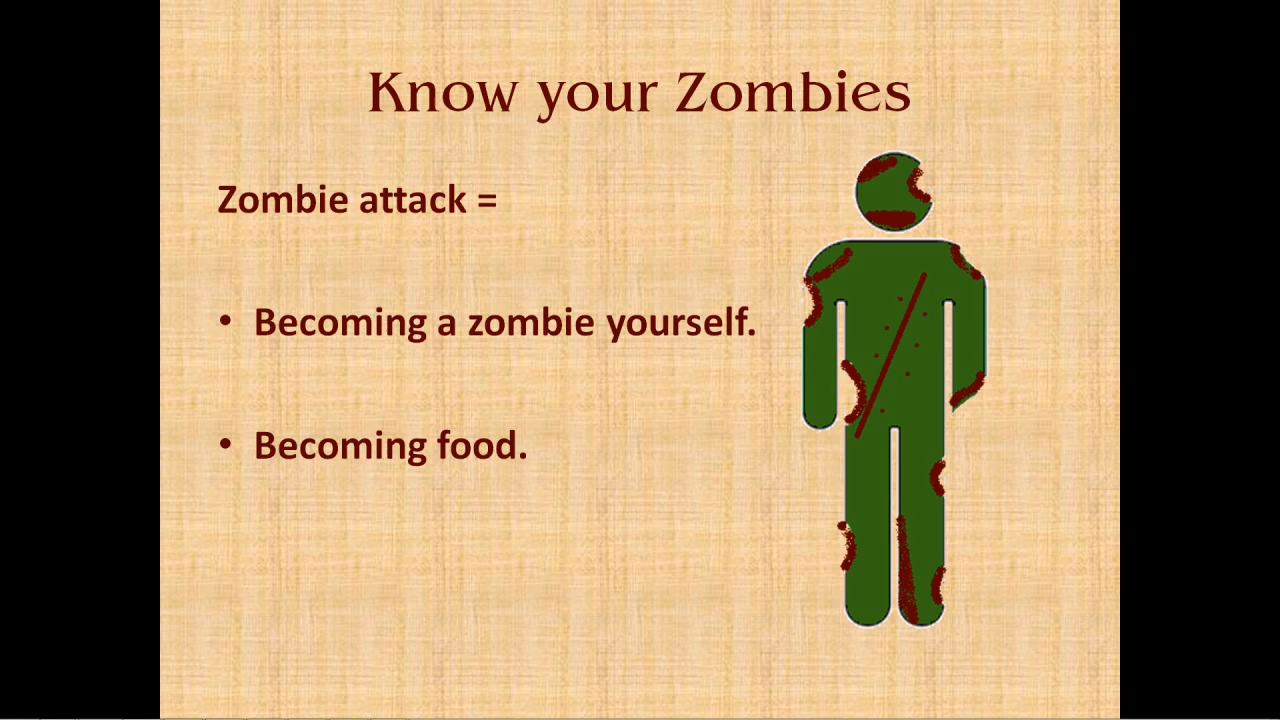 Know your Zombies
Zombie attack =
• Becoming a zombie yourself.
• Becoming food.